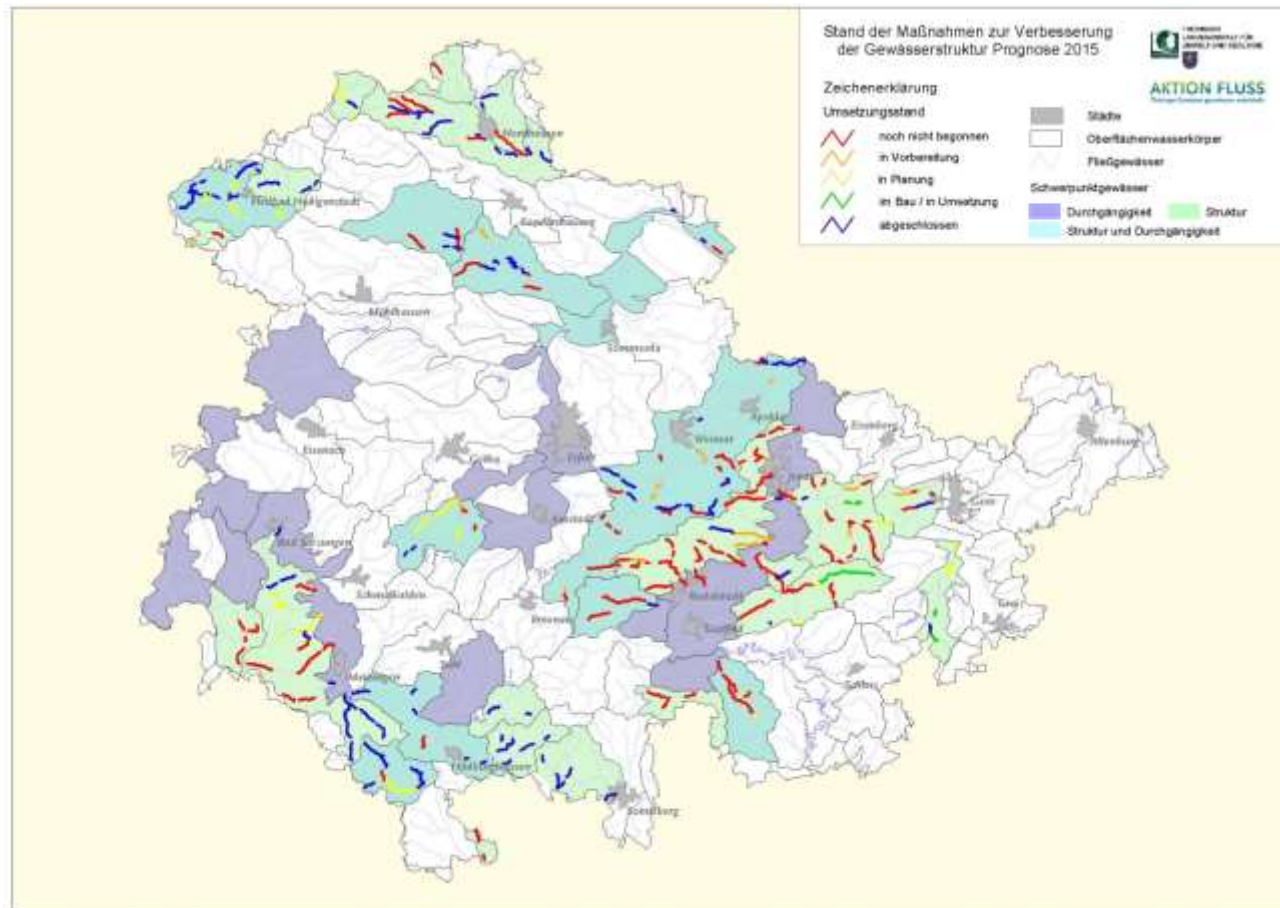 Stand der Maßnahmen zur Verbesserung
der Gewässerstruktur Prognose 2015
AKTION FLUSS
Zeichenerklärung
Umsetzungsstand
noch nicht begonnen
in Vorbereitung
in Planung
im Bau / in Umsetzung
abgeschlossen
Städte
Oberflächenwasserkörper
Fließgewässer
Schwerpunktgewässer
Durchgängigkeit
Struktur
Struktur und Durchgängigkeit
Nordhausen
Heilbad Heiligenstadt
Mühlhausen
Sömmerda
Apolda
Weimar
Eisenberg
Altenburg
Eisenach
Gotha
Erfurt
Jena
Gera
Arnstadt
Bad Salzungen
Schmalkalden
Ilmenau
Rudolstadt
Saalfeld
Greiz
Schleiz
Meiningen
Hildburghausen
Sonneberg